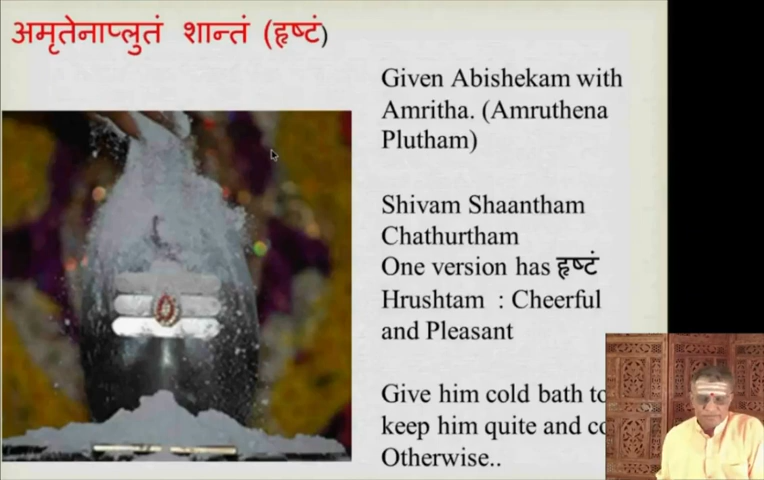 अमृतेनाप्लुतं शान्तं (हृष्टं)
Given Abishekam with
Amritha. (Amruthena
Plutham)
Shivam Shaantham
Chathurtham
One version has हृष्टं
Hrushtam : Cheerful
and Pleasant
Give him cold bath to
keep him quite and
Otherwise..